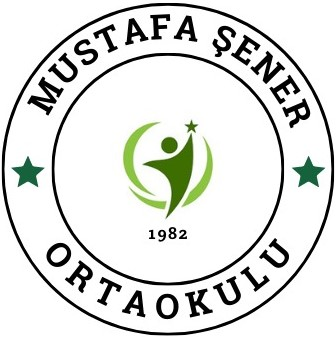 MUSTAFA ŞENER
1982
ORTAOKULU